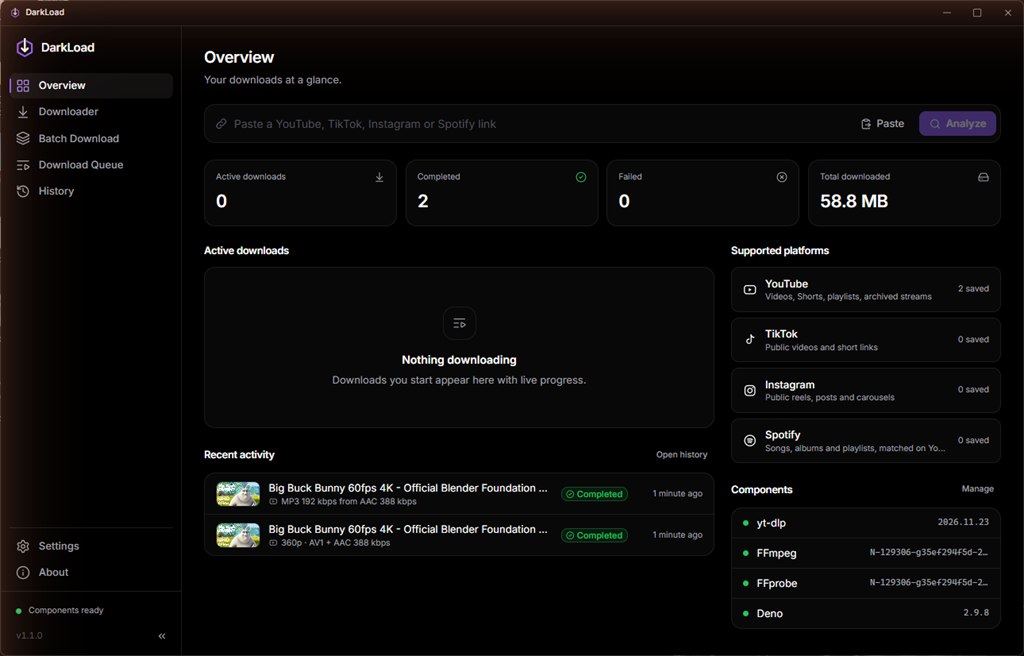 DarkLoad
DarkLoad
Overview
Downloader
Batch Download
Download Queue
History
Settings
About
Components ready
v1.1.0
Overview
Your downloads at a glance.
Paste a YouTube, TikTok, Instagram or Spotify link
Paste
Analyze
Active downloads
0
Completed
2
Failed
0
Total downloaded
58.8 MB
Active downloads
Nothing downloading
Downloads you start appear here with live progress.
Recent activity
Open history
Big Buck Bunny 60fps 4K - Official Blender Foundation ...
MP3 192 kbps from AAC 388 kbps
Completed
1 minute ago
Big Buck Bunny 60fps 4K - Official Blender Foundation ...
360p · AV1 + AAC 388 kbps
Completed
1 minute ago
Supported platforms
YouTube
Videos, Shorts, playlists, archived streams
2 saved
TikTok
Public videos and short links
0 saved
Instagram
Public reels, posts and carousels
0 saved
Spotify
Songs, albums and playlists, matched on Yo...
0 saved
Components
Manage
yt-dlp
2026.11.23
FFmpeg
N-129306-g35ef294f5d-2...
FFprobe
N-129306-g35ef294f5d-2...
Deno
2.9.8